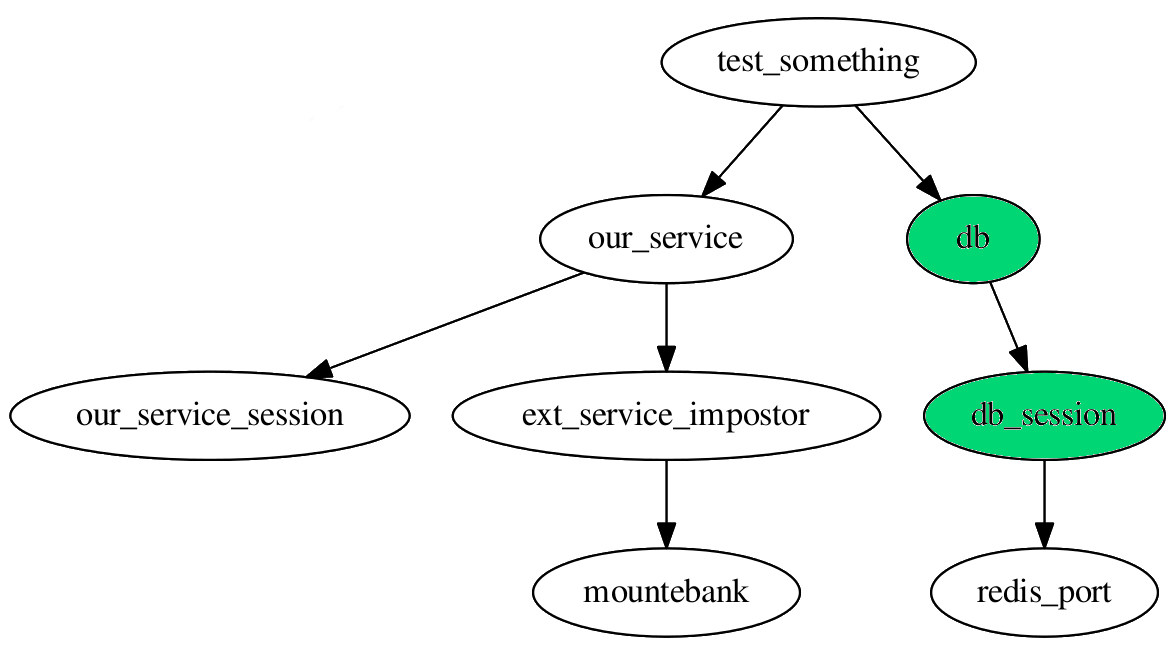 test_something
our_service
db
our_service_session
ext_service_impostor
db_session
mountebank
redis_port